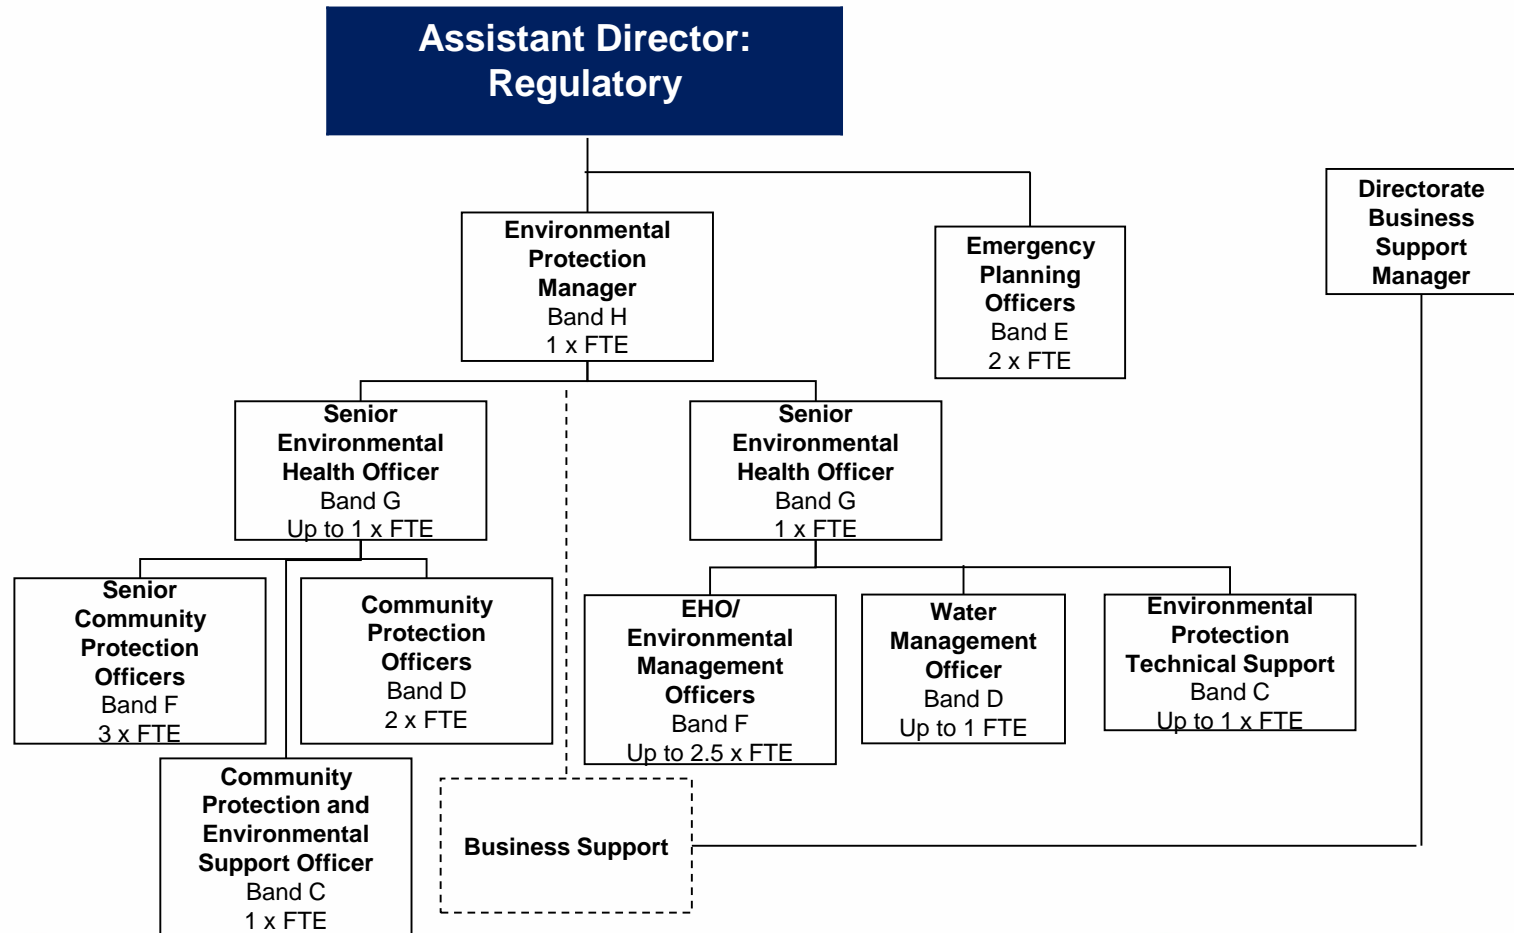 Assistant Director:
Regulatory
Environmental
Protection
Manager
Band H
1 x FTE
Emergency
Planning
Officers
Band E
2 x FTE
Directorate
Business
Support
Manager
Senior
Environmental
Health Officer
Band G
Up to 1 x FTE
Senior
Environmental
Health Officer
Band G
1 x FTE
Senior
Community
Protection
Officers
Band F
3 x FTE
Community
Protection
Officers
Band D
2 x FTE
EHO/
Environmental
Management
Officers
Band F
Up to 2.5 x FTE
Water
Management
Officer
Band D
Up to 1 FTE
Environmental
Protection
Technical Support
Band C
Up to 1 x FTE
Community
Protection and
Environmental
Support Officer
Band C
1 x FTE
Business Support